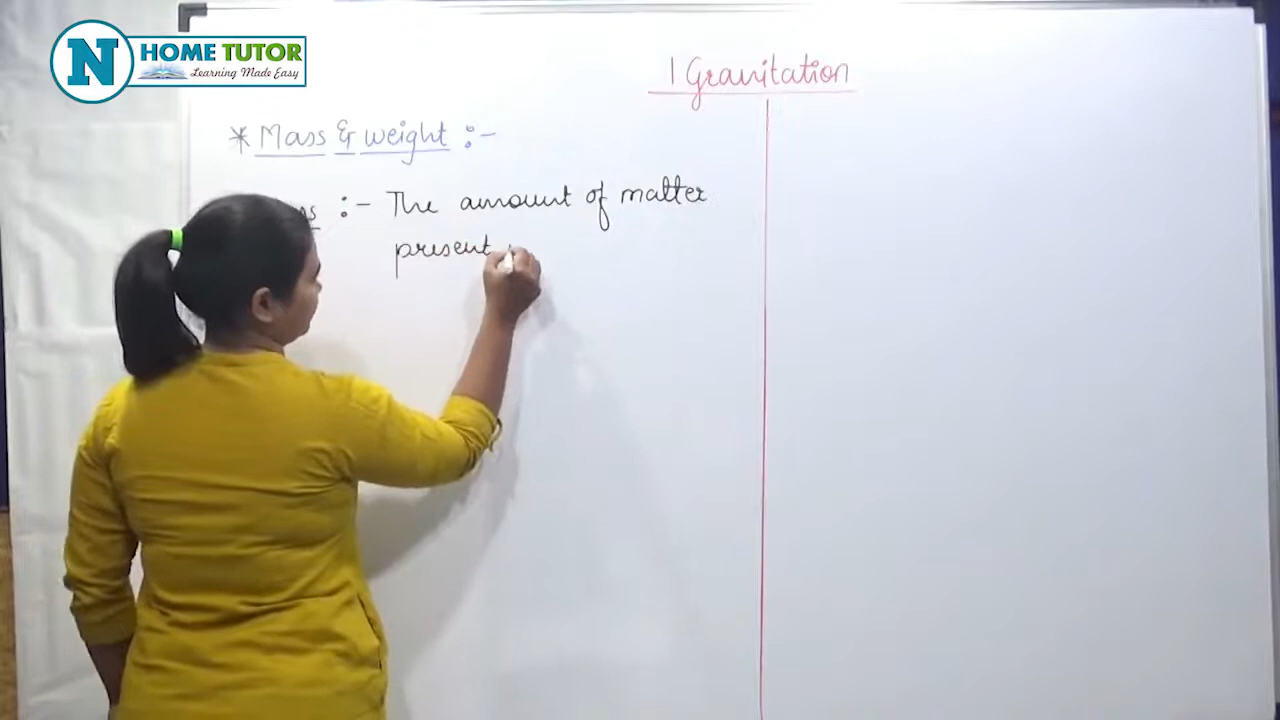 N HOME TUTOR
Learning Made Easy
1 Gravitation
* Mass & weight :-
:- The amount of matter
present